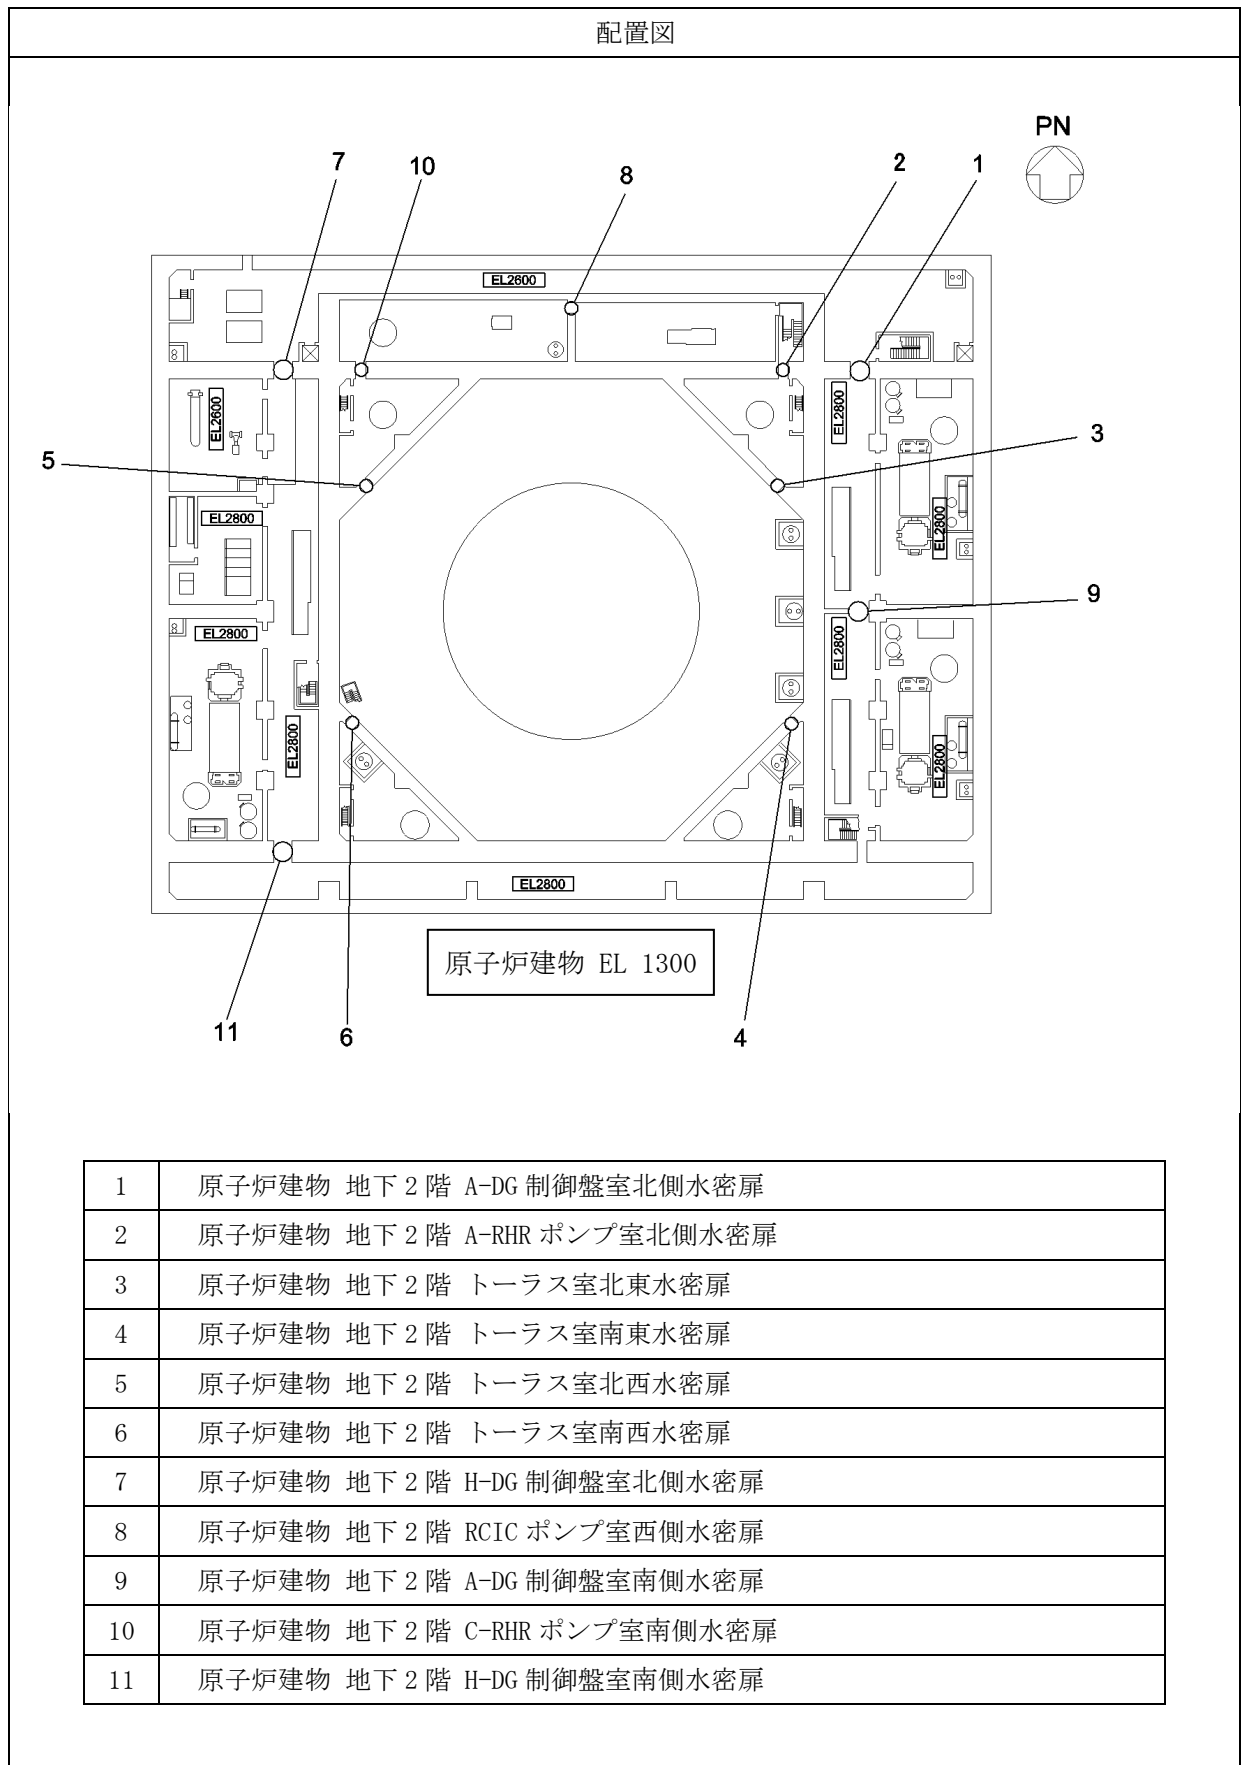 配置図
PN
7
10
8
2
1
EL2600
EL2600
EL2800
5
3
EL2800
EL2800
9
EL2800
EL2800
EL2800
EL2800
EL2800
原子炉建物 EL 1300
11
6
4
1 原子炉建物 地下2階 A-DG制御盤室北側水密扉
2 原子炉建物 地下2階 A-RHRポンプ室北側水密扉
3 原子炉建物 地下2階 トーラス室北東水密扉
4 原子炉建物 地下2階 トーラス室南東水密扉
5 原子炉建物 地下2階 トーラス室北西水密扉
6 原子炉建物 地下2階 トーラス室南西水密扉
7 原子炉建物 地下2階 H-DG制御盤室北側水密扉
8 原子炉建物 地下2階 RCICポンプ室西側水密扉
9 原子炉建物 地下2階 A-DG制御盤室南側水密扉
10 原子炉建物 地下2階 C-RHRポンプ室南側水密扉
11 原子炉建物 地下2階 H-DG制御盤室南側水密扉